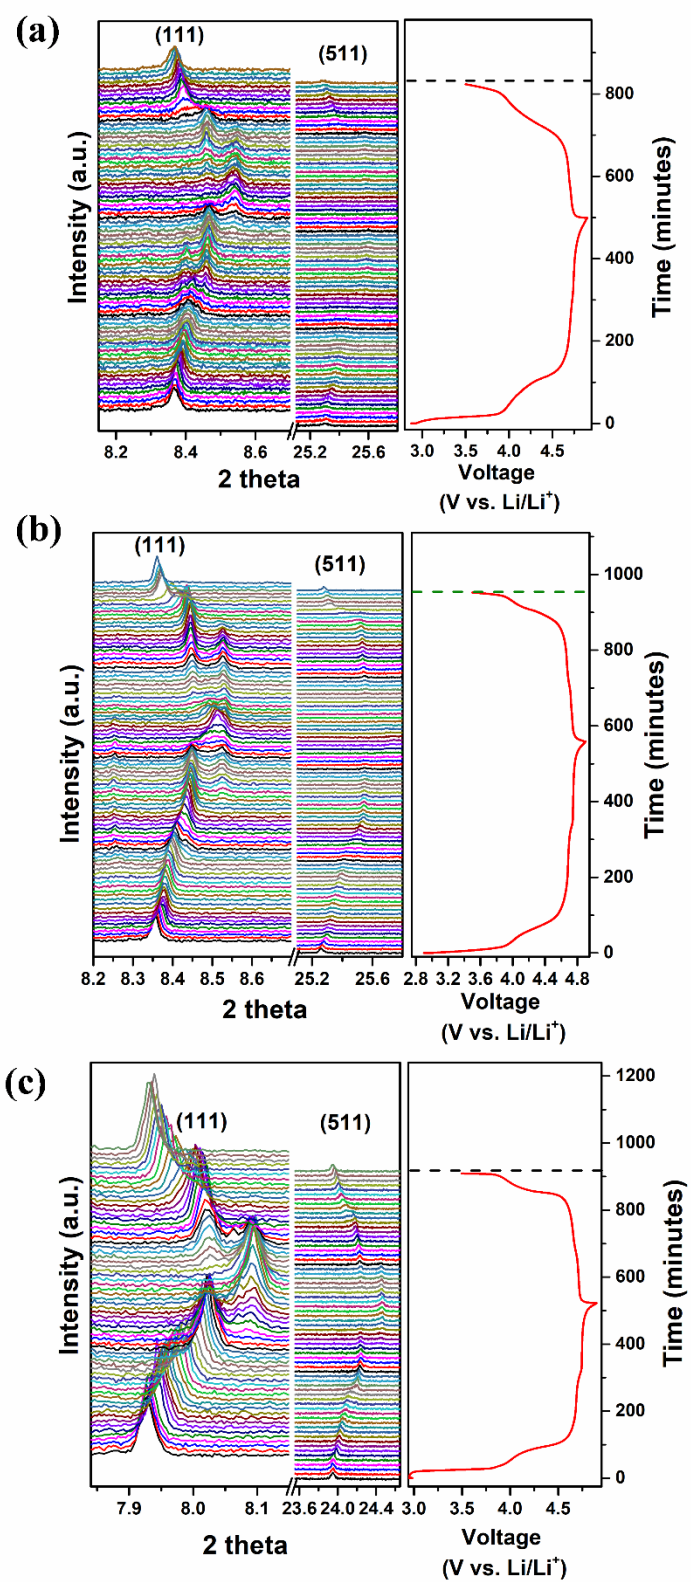 (a)
(111)
(511)
Intensity (a.u.)
8.2 8.4 8.6
25.2 25.6
2 theta
3.0 3.5 4.0 4.5
Voltage
(V vs. Li/Li⁺)
0
200
400
600
800
Time (minutes)
(b)
(111)
(511)
Intensity (a.u.)
8.2 8.3 8.4 8.5 8.6
25.2 25.6
2 theta
2.8 3.2 3.6 4.0 4.4 4.8
Voltage
(V vs. Li/Li⁺)
0
200
400
600
800
1000
Time (minutes)
(c)
(111)
(511)
Intensity (a.u.)
7.9 8.0 8.1
23.6 24.0 24.4
2 theta
3.0 3.5 4.0 4.5
Voltage
(V vs. Li/Li⁺)
0
200
400
600
800
1000
1200
Time (minutes)